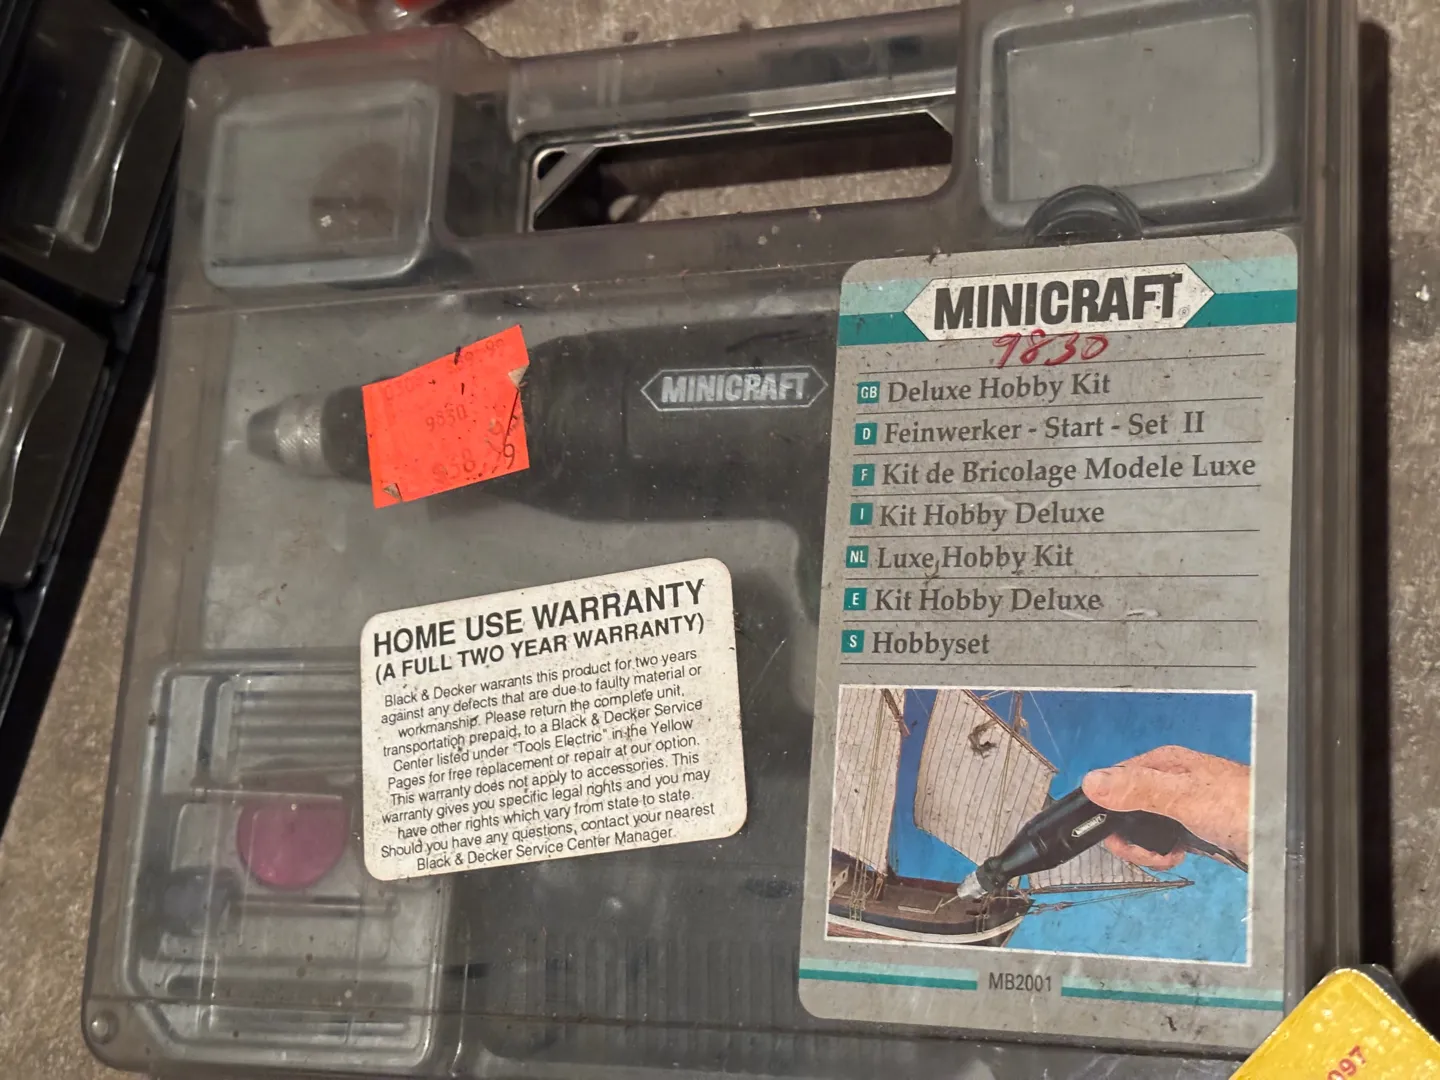 MINICRAFT
9830
GB Deluxe Hobby Kit
D Feinwerker - Start - Set II
F Kit de Bricolage Modele Luxe
I Kit Hobby Deluxe
NL Luxe Hobby Kit
E Kit Hobby Deluxe
S Hobbyset
MINICRAFT
MB2001
MINICRAFT
HOME USE WARRANTY
(A FULL TWO YEAR WARRANTY)
Black & Decker warrants this product for two years
against any defects that are due to faulty material or
workmanship. Please return the complete unit,
transportation prepaid, to a Black & Decker Service
Center listed under "Tools Electric" in the Yellow
Pages for free replacement or repair at our option.
This warranty does not apply to accessories. This
warranty gives you specific legal rights and you may
have other rights which vary from state to state.
Should you have any questions, contact your nearest
Black & Decker Service Center Manager.
097